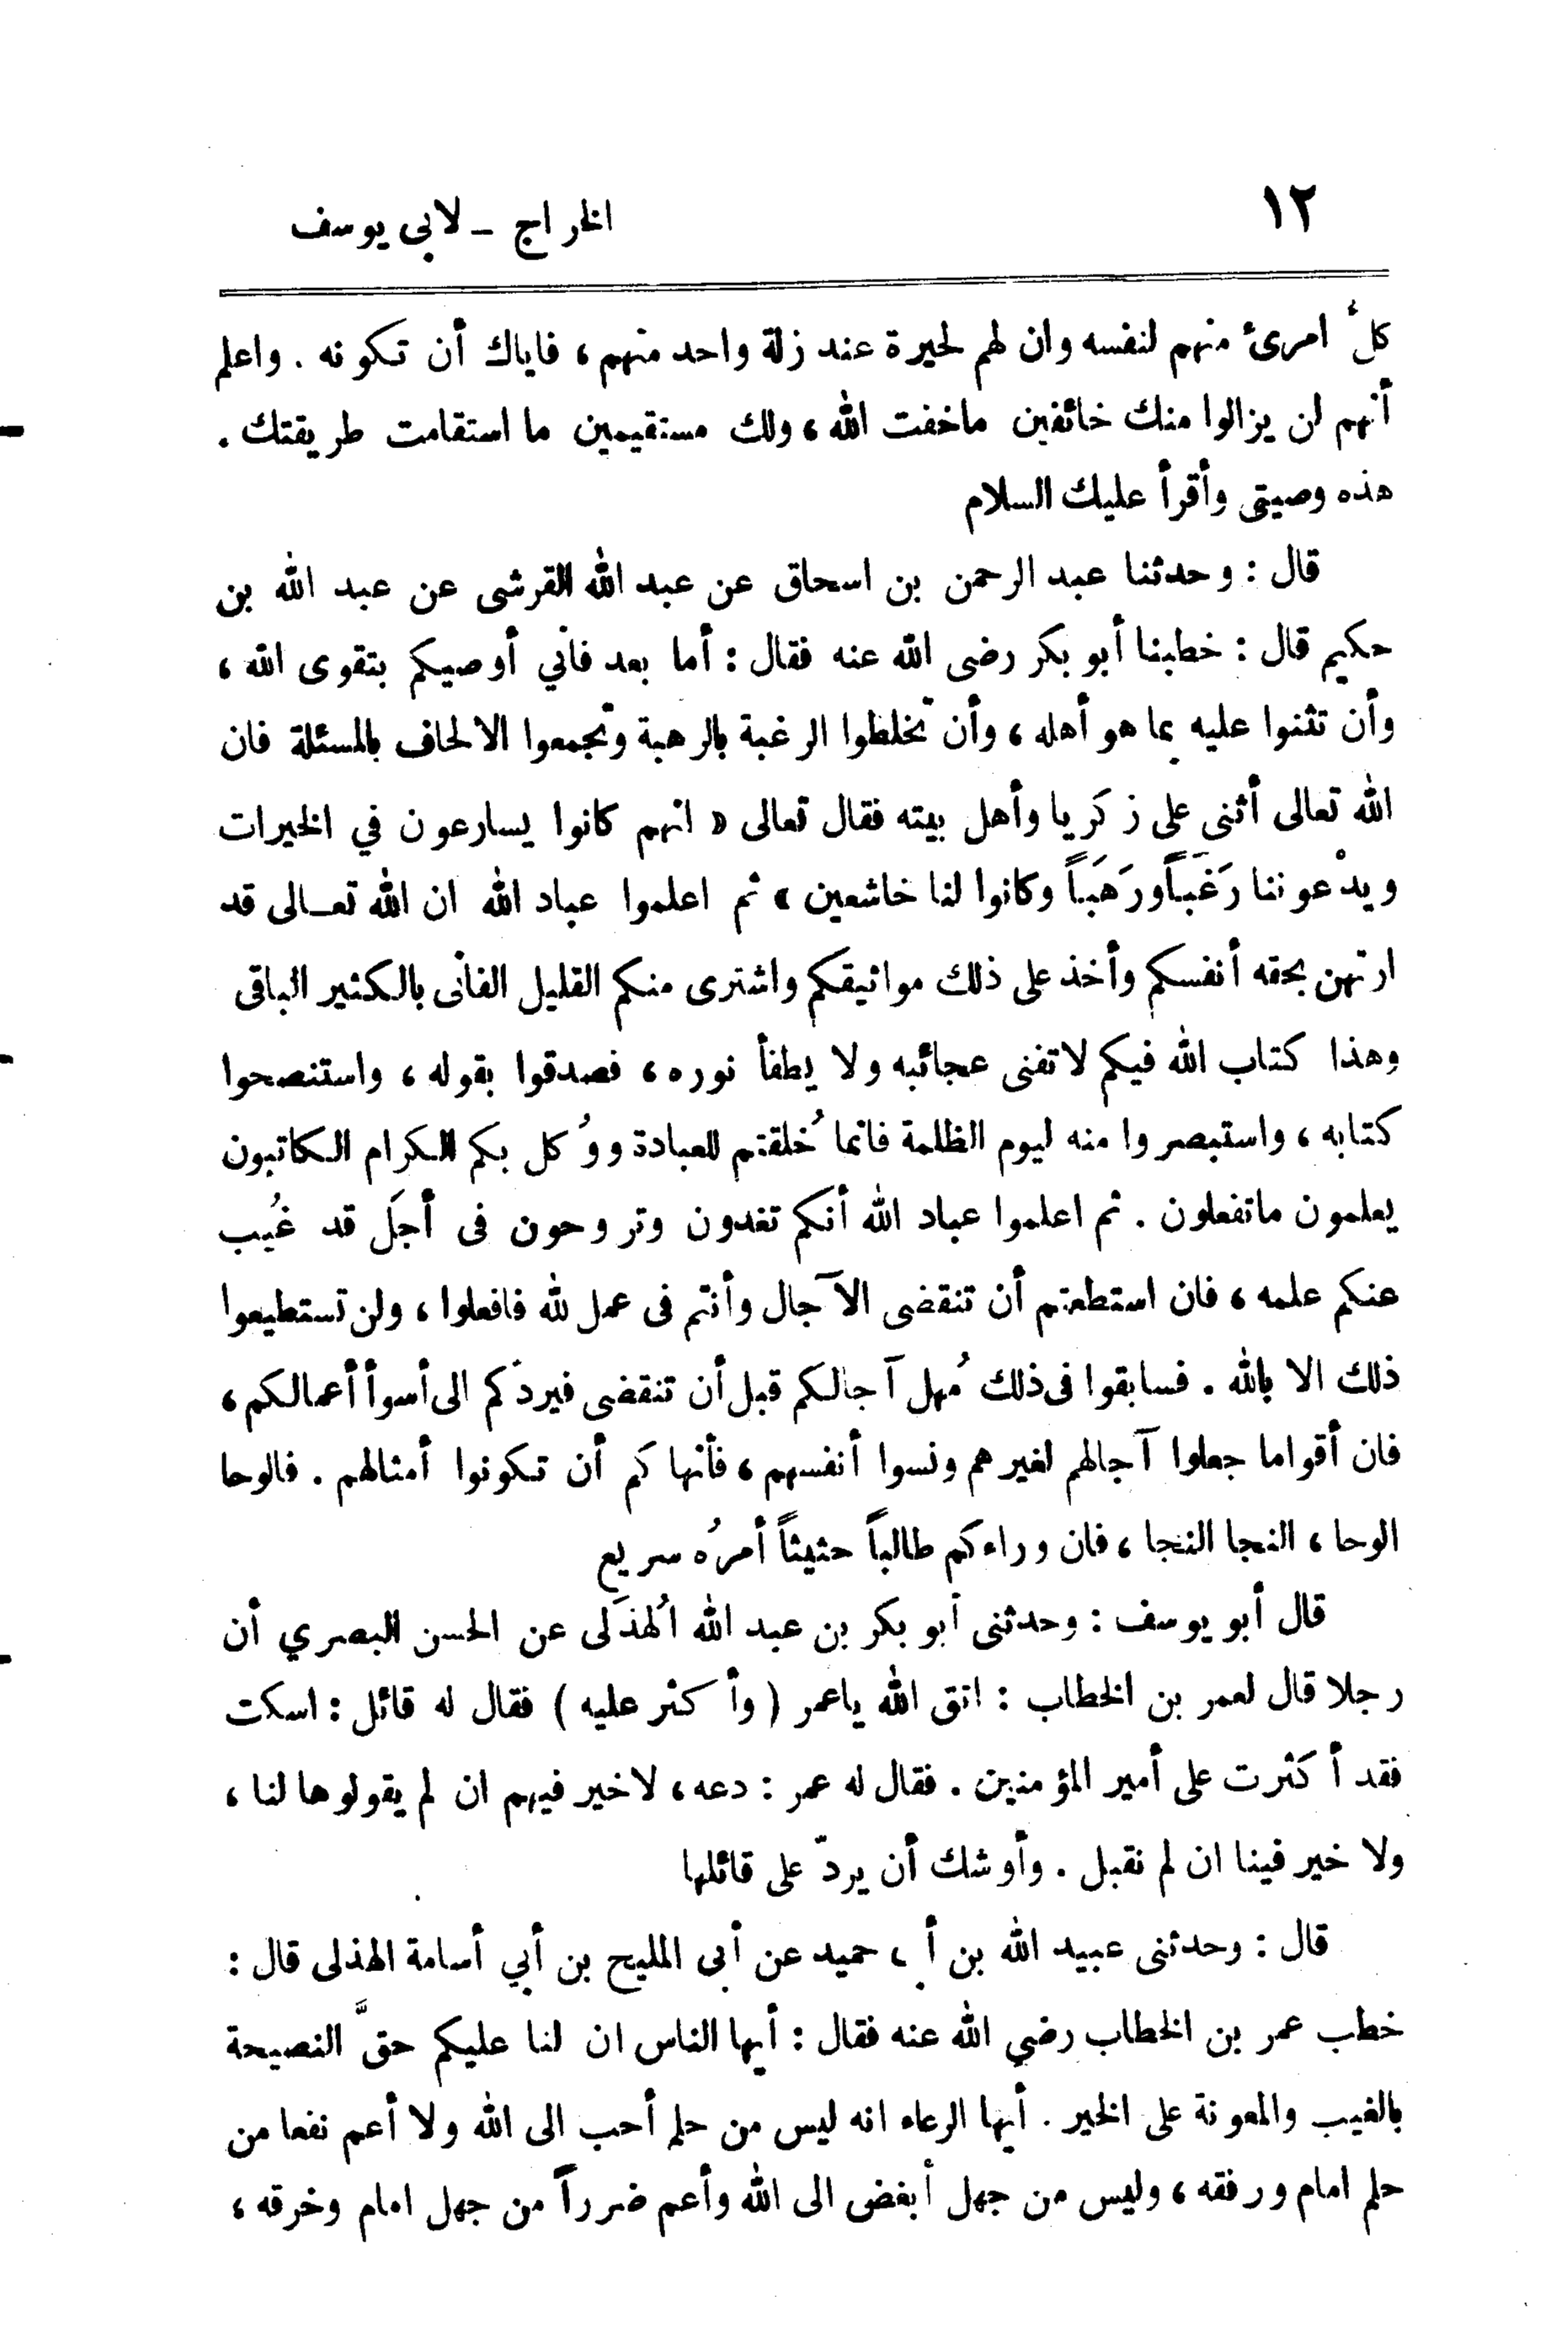 ١٢
الخراج ـ لابى يوسف
كلُّ امرئ منهم لنفسه وان لهم لحيرة عند زلة واحد منهم ، فاياك أن تكونه . واعلم
أنهم لن يزالوا منك خائفين ماخفت الله ، ولك مستقيمين ما استقامت طريقتك .
هذه وصيتى وأقرأ عليك السلام
قال : وحدثنا عبد الرحمن بن اسحاق عن عبد الله القرشى عن عبد الله بن
حكيم قال : خطبنا أبو بكر رضى الله عنه فقال : أما بعد فأني أوصيكم بتقوى الله ،
وأن تثنوا عليه بما هو أهله ، وأن تخلطوا الرغبة بالرهبة وتجمعوا الالحاف بالمسئلة فان
الله تعالى أثنى على زكريا وأهل بيته فقال تعالى « انهم كانوا يسارعون في الخيرات
ويدْعوننا رَغَبَاً ورَهَبَاً وكانوا لنا خاشعين » ثم اعلموا عباد الله ان الله تعـالى قد
ارتهن بحقه أنفسكم وأخذ على ذلك مواثيقكم واشترى منكم القليل الفانى بالكثير الباقى
وهذا كتاب الله فيكم لاتفنى عجائبه ولا يطفأ نوره ، فصدقوا بقوله ، واستنصحوا
كتابه ، واستبصروا منه ليوم الظلمة فانما خُلقتم للعبادة ووُكل بكم الكرام الكاتبون
يعلمون ماتفعلون . ثم اعلموا عباد الله أنكم تغدون وتروحون فى أجَل قد غُيب
عنكم علمه ، فان استطعتم أن تنقضى الآجال وأنتم فى عمل لله فافعلوا ، ولن تستطيعوا
ذلك الا بالله . فسابقوا فى ذلك مُهل آجالكم قبل أن تنقضى فيردّكم الى أسوأ أعمالكم ،
فان أقواما جعلوا آجالهم لغيرهم ونسوا أنفسهم ، فأنهاكم أن تكونوا أمثالهم . فالوحا
الوحا ، النجا النجا ، فان وراءكم طالباً حثيثاً أمرُه سريع
قال أبو يوسف : وحدثنى أبو بكر بن عبد الله الُهذَلى عن الحسن البصري أن
رجلا قال لعمر بن الخطاب : اتق الله ياعمر ( وأكثر عليه ) فقال له قائل : اسكت
فقد أكثرت على أمير المؤمنين . فقال له عمر : دعه ، لاخير فيهم ان لم يقولوها لنا ،
ولا خير فينا ان لم نقبل . وأوشك أن يردّ على قائلها
قال : وحدثنى عبيد الله بن حميد عن أبى المليح بن أبي أسامة الهذلى قال :
خطب عمر بن الخطاب رضي الله عنه فقال : أيها الناس ان لنا عليكم حقَّ النصيحة
بالغيب والمعونة على الخير . أيها الرعاء انه ليس من حلم أحب الى الله ولا أعم نفعا من
حلم امام ورفقه ، وليس من جهل أبغض الى الله وأعم ضرراً من جهل امام وخرقه ،